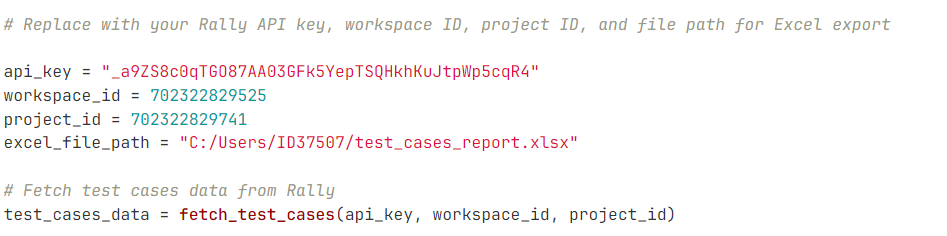 # Replace with your Rally API key, workspace ID, project ID, and file path for Excel export
api_key = "_a9ZS8c0qTGO87AA03GFk5YepTSQHkhKuJtpWp5cqR4"
workspace_id = 702322829525
project_id = 702322829741
excel_file_path = "C:/Users/ID37507/test_cases_report.xlsx"
# Fetch test cases data from Rally
test_cases_data = fetch_test_cases(api_key, workspace_id, project_id)